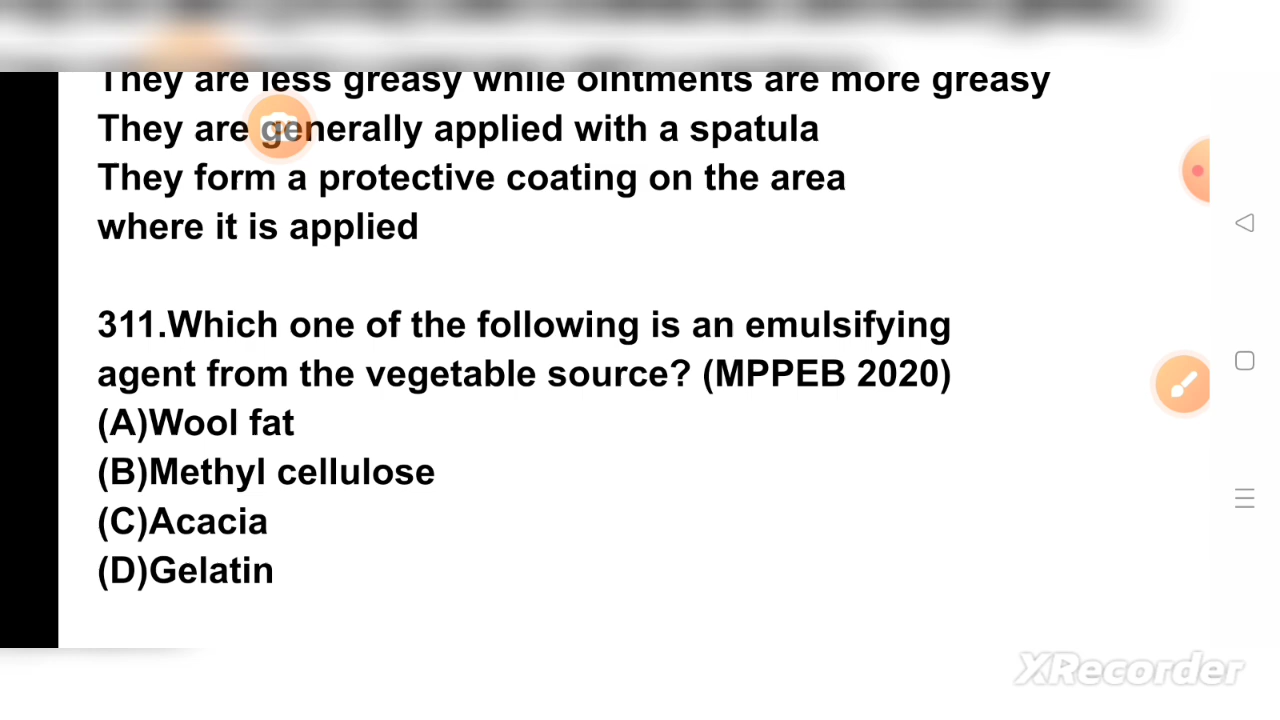 They are less greasy while ointments are more greasy
They are generally applied with a spatula
They form a protective coating on the area
where it is applied
311.Which one of the following is an emulsifying
agent from the vegetable source? (MPPEB 2020)
(A)Wool fat
(B)Methyl cellulose
(C)Acacia
(D)Gelatin
XRecorder